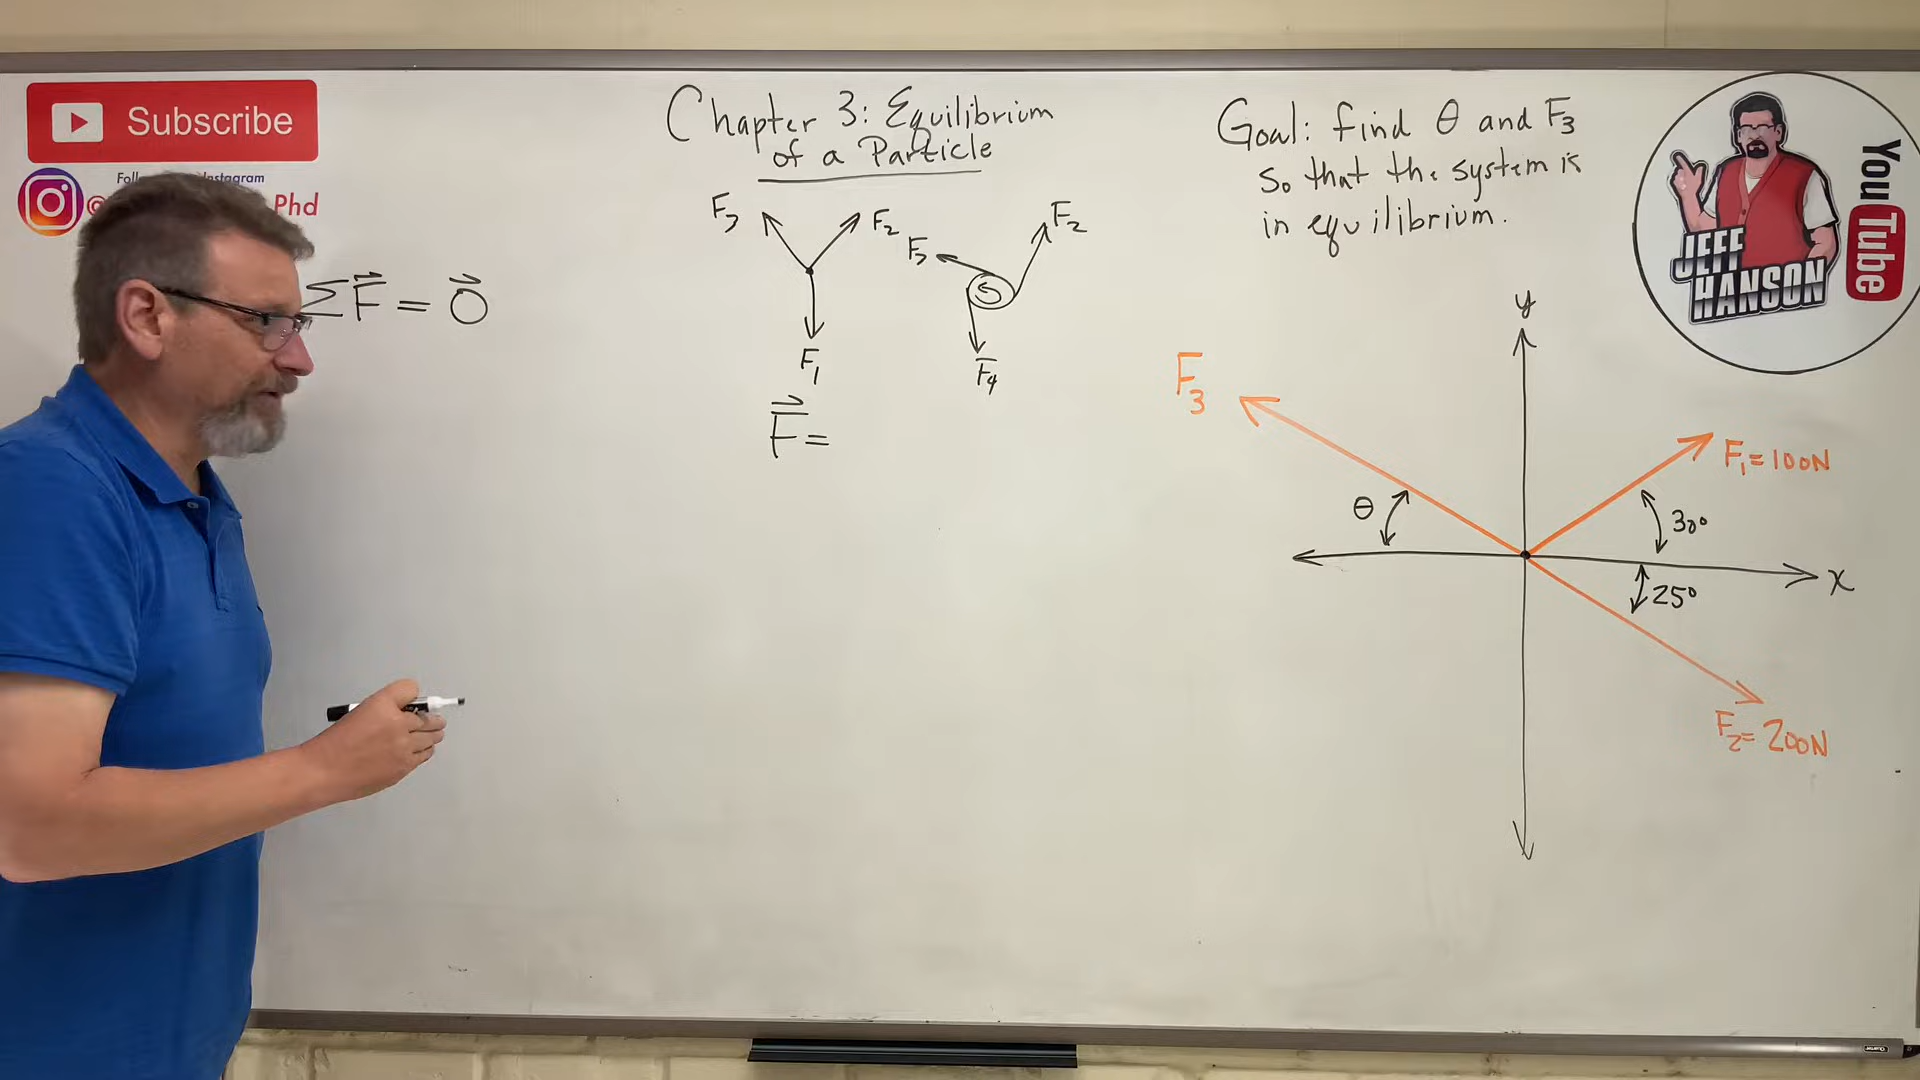 Subscribe
Instagram
Phd
ΣF⃗ = 0⃗
Chapter 3: Equilibrium
of a Particle
F₃
F₂
F₁
F₃
F₂
F₄
F⃗ =
Goal: find θ and F₃
so that the system is
in equilibrium.
JEFF
HANSON
YouTube
y
F₃
F₁=100N
θ
30°
x
25°
F₂=200N